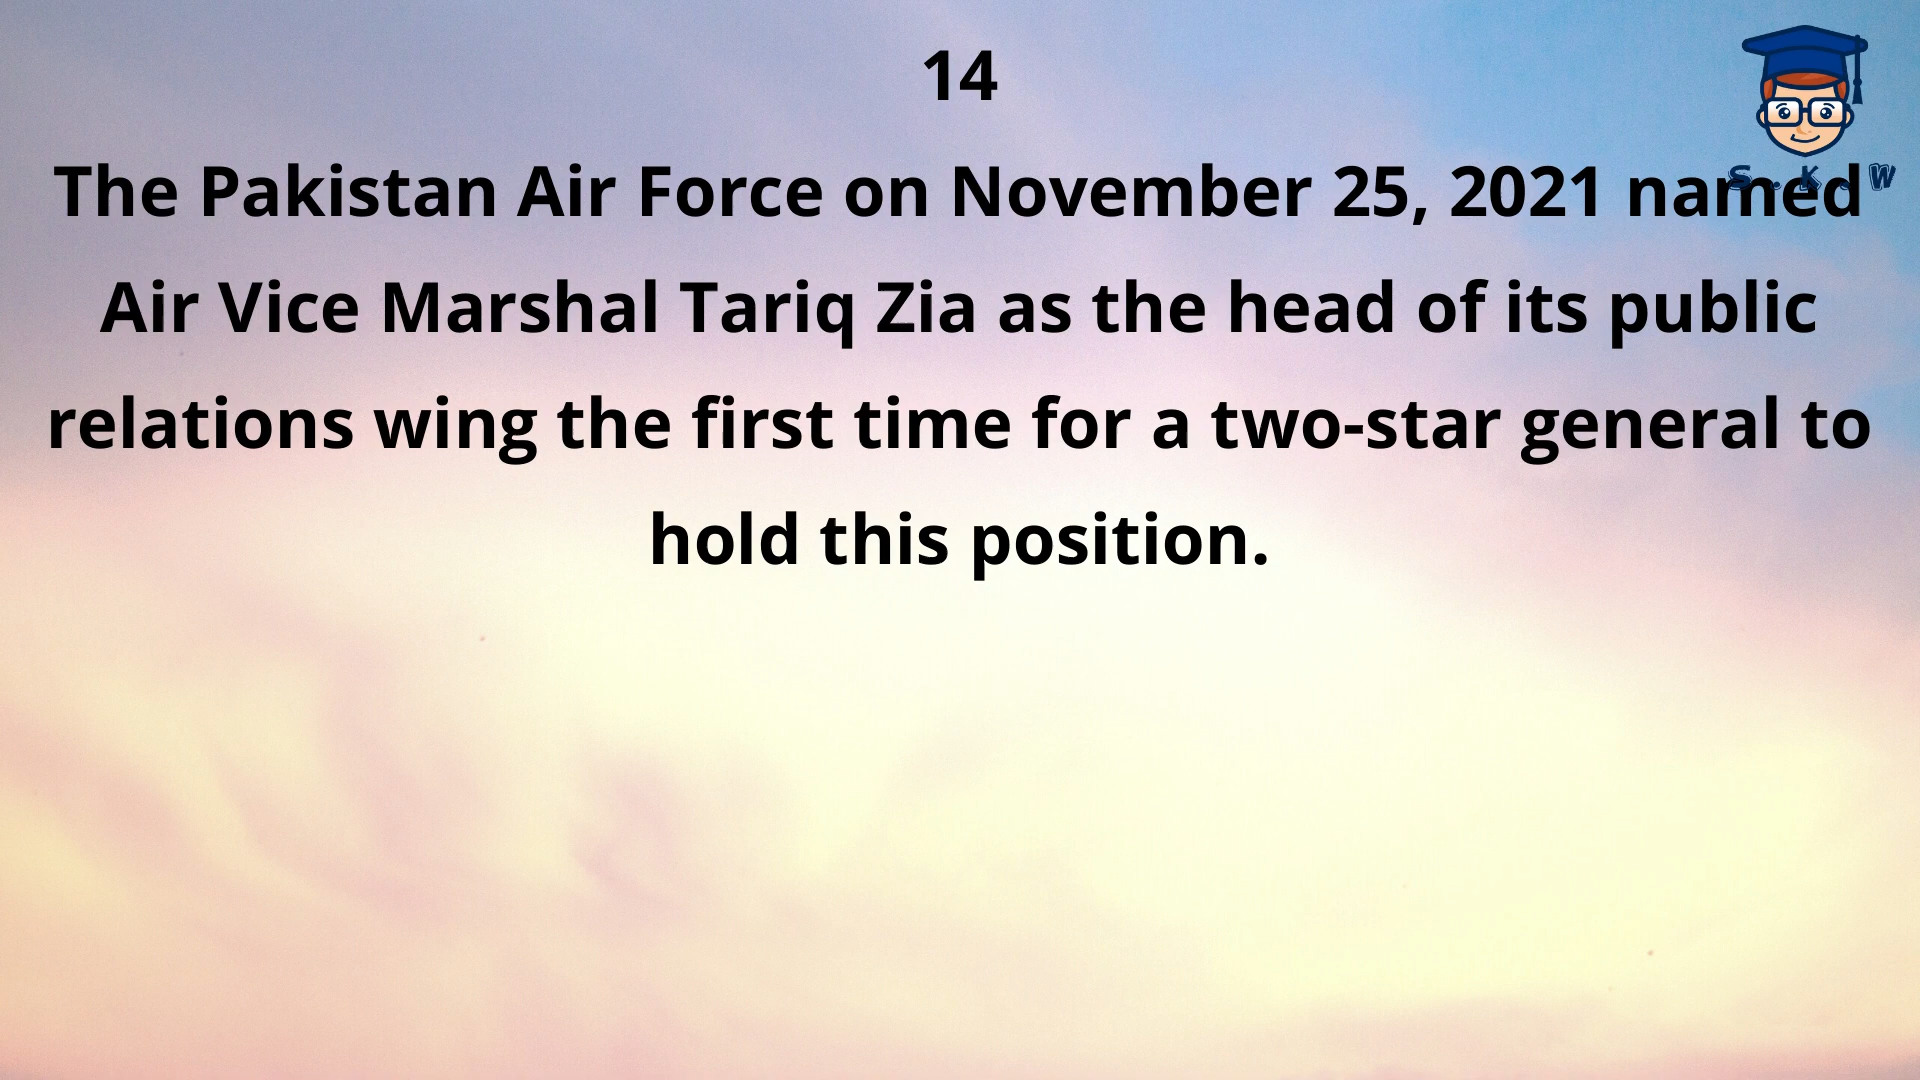 14
The Pakistan Air Force on November 25, 2021 named
Air Vice Marshal Tariq Zia as the head of its public
relations wing the first time for a two-star general to
hold this position.
S . K . W